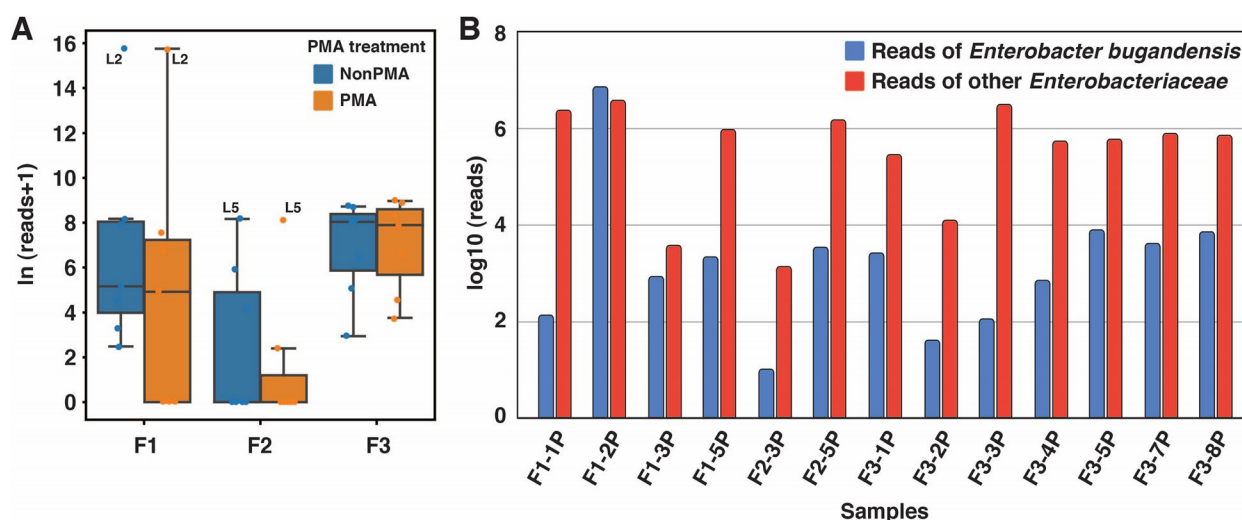 A
ln (reads+1)
16
14
12
10
8
6
4
2
0
L2
L2
PMA treatment
NonPMA
PMA
L5
L5
F1
F2
F3
B
log10 (reads)
8
6
4
2
0
Reads of Enterobacter bugandensis
Reads of other Enterobacteriaceae
F1-1P
F1-2P
F1-3P
F1-5P
F2-3P
F2-5P
F3-1P
F3-2P
F3-3P
F3-4P
F3-5P
F3-7P
F3-8P
Samples